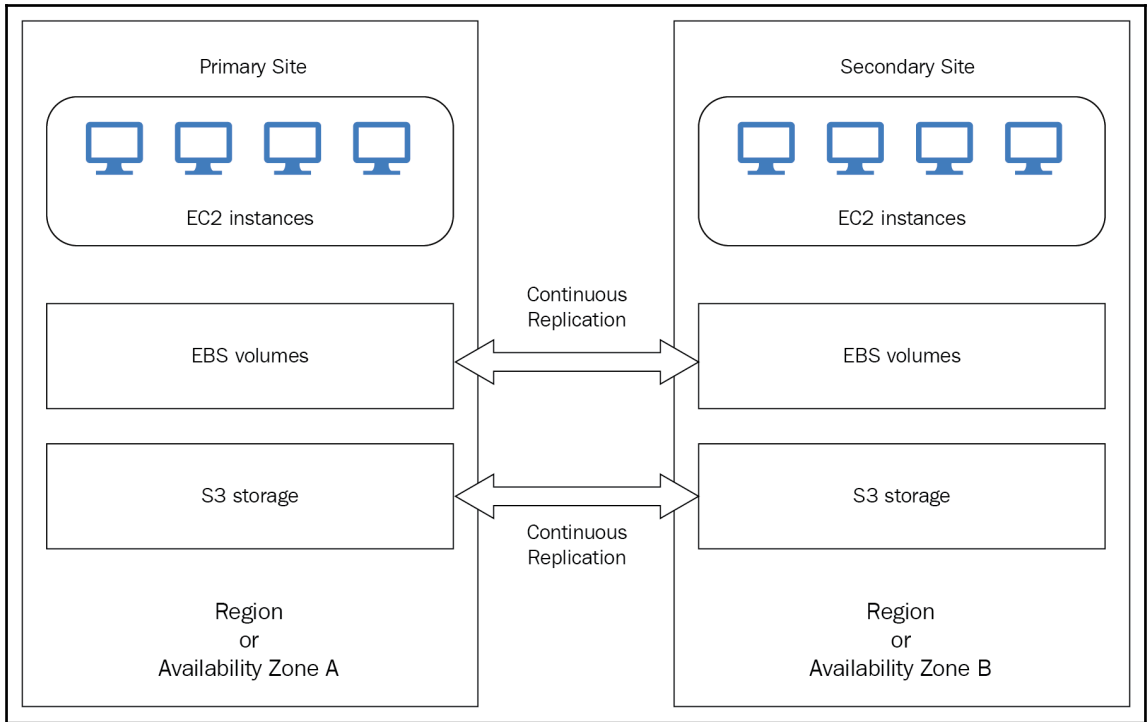 Primary Site
EC2 instances
EBS volumes
S3 storage
Region
or
Availability Zone A
Continuous
Replication
Continuous
Replication
Secondary Site
EC2 instances
EBS volumes
S3 storage
Region
or
Availability Zone B